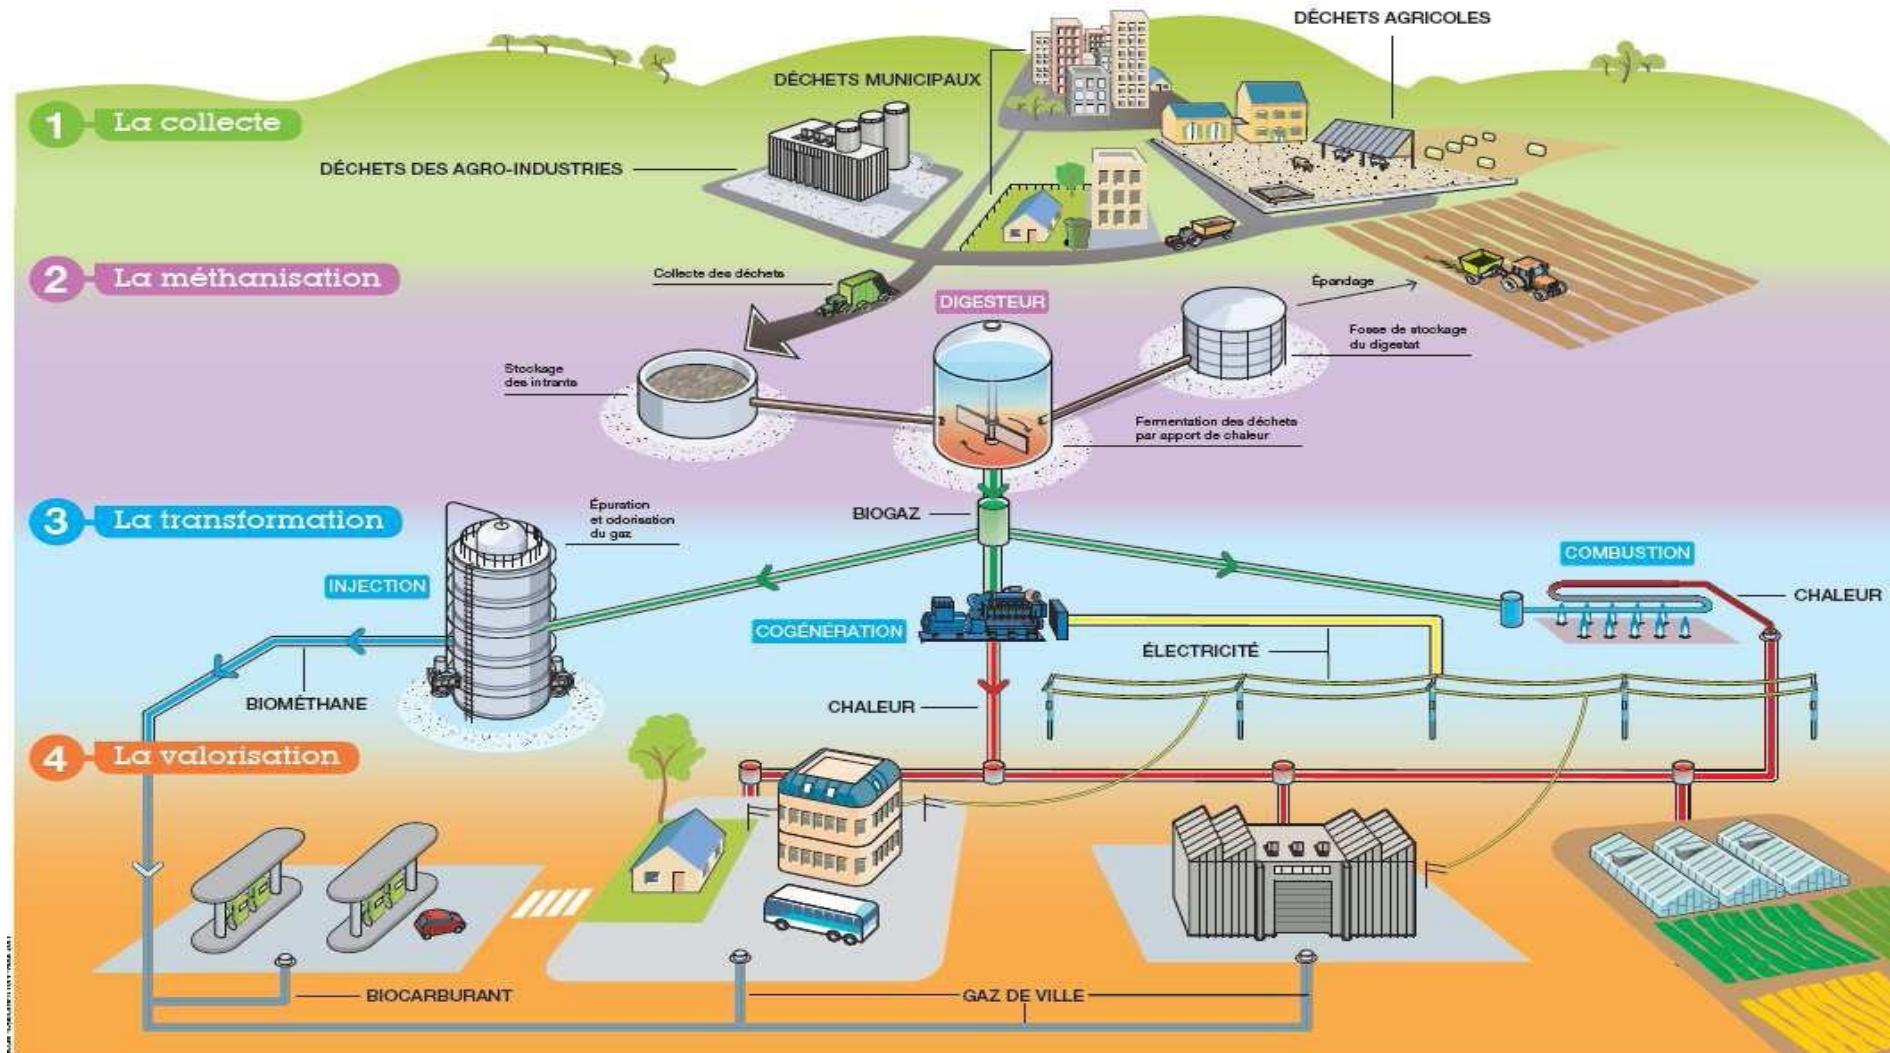 DÉCHETS AGRICOLES
DÉCHETS MUNICIPAUX
1 La collecte
DÉCHETS DES AGRO-INDUSTRIES
2 La méthanisation
Collecte des déchets
DIGESTEUR
Épandage
Fosse de stockage
du digestat
Stockage
des intrants
Fermentation des déchets
par apport de chaleur
3 La transformation
Épuration
et odorisation
du gaz
BIOGAZ
COMBUSTION
INJECTION
CHALEUR
COGÉNÉRATION
ÉLECTRICITÉ
BIOMÉTHANE
CHALEUR
4 La valorisation
BIOCARBURANT
GAZ DE VILLE